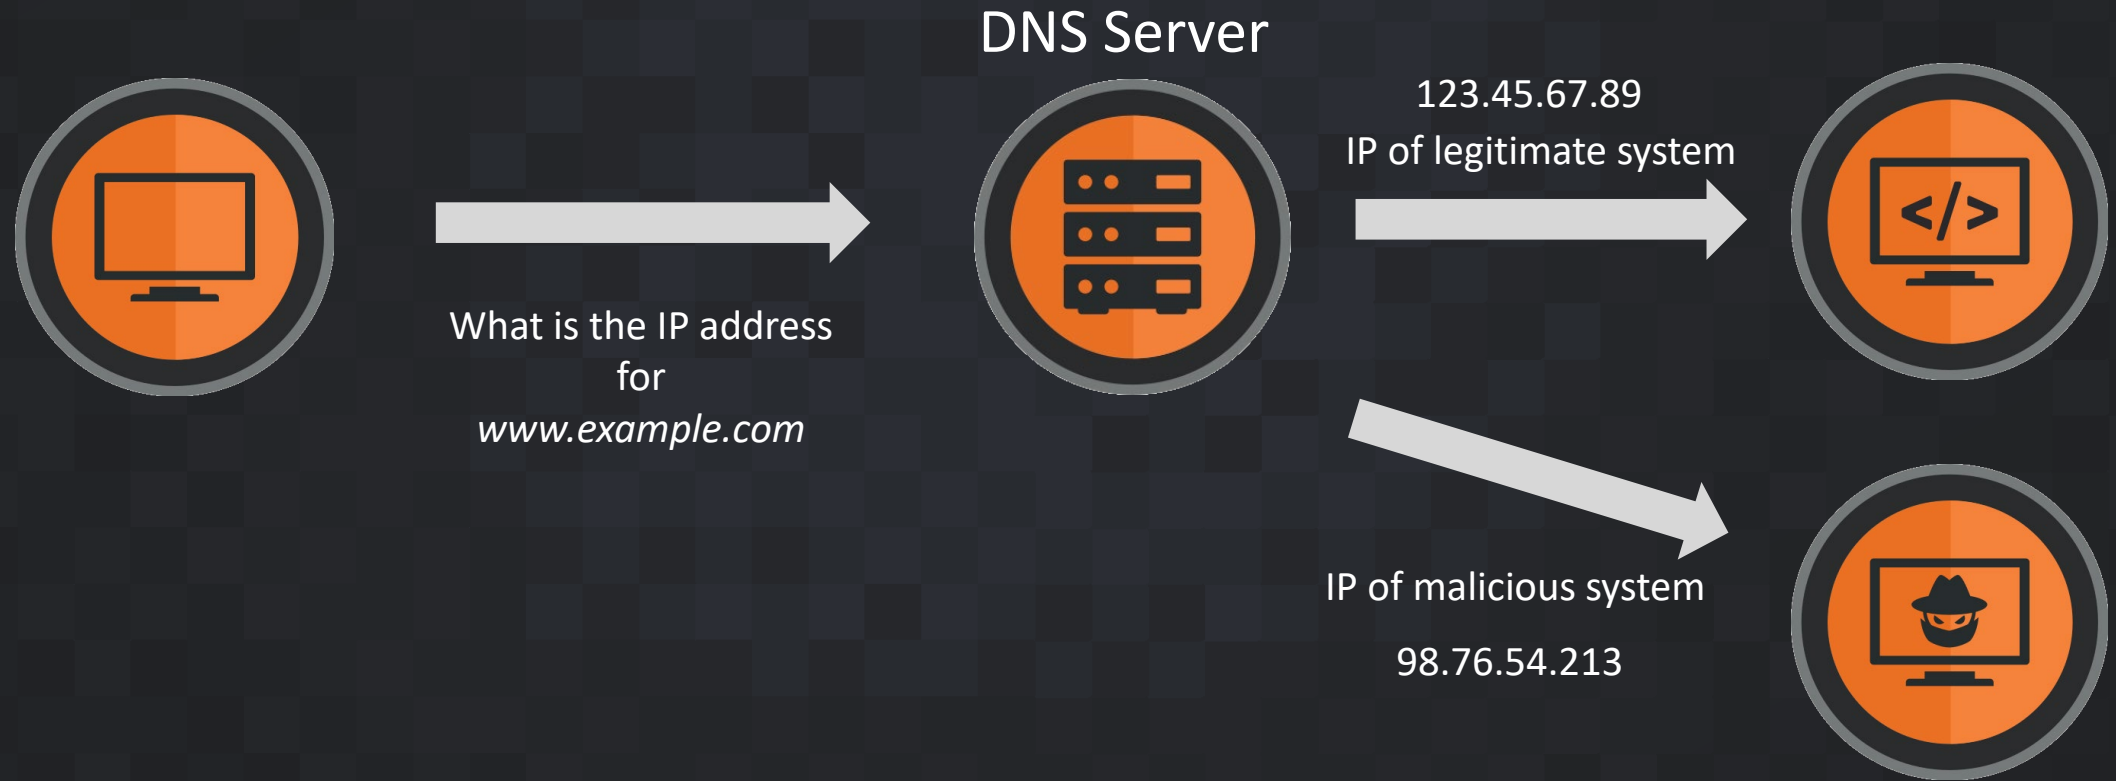 DNS Server
123.45.67.89
IP of legitimate system
</>
What is the IP address
for
www.example.com
IP of malicious system
98.76.54.213